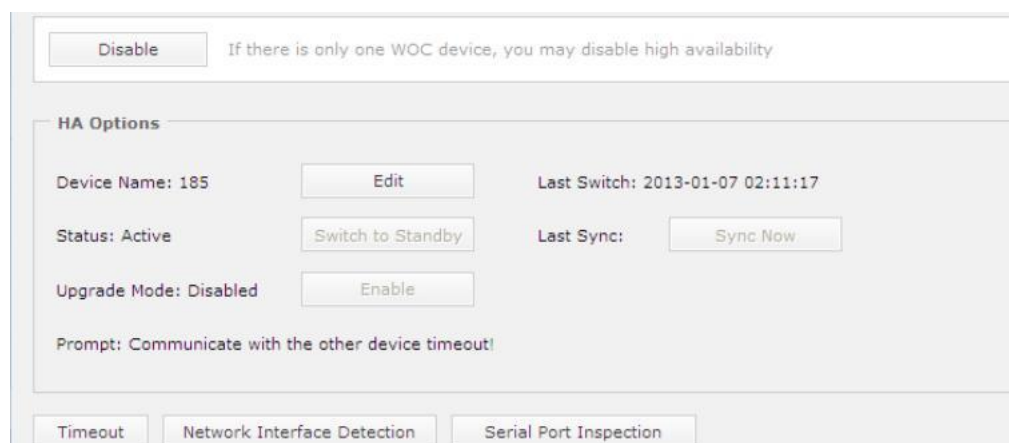 Disable If there is only one WOC device, you may disable high availability
HA Options
Device Name: 185 Edit Last Switch: 2013-01-07 02:11:17
Status: Active Switch to Standby Last Sync: Sync Now
Upgrade Mode: Disabled Enable
Prompt: Communicate with the other device timeout!
Timeout Network Interface Detection Serial Port Inspection